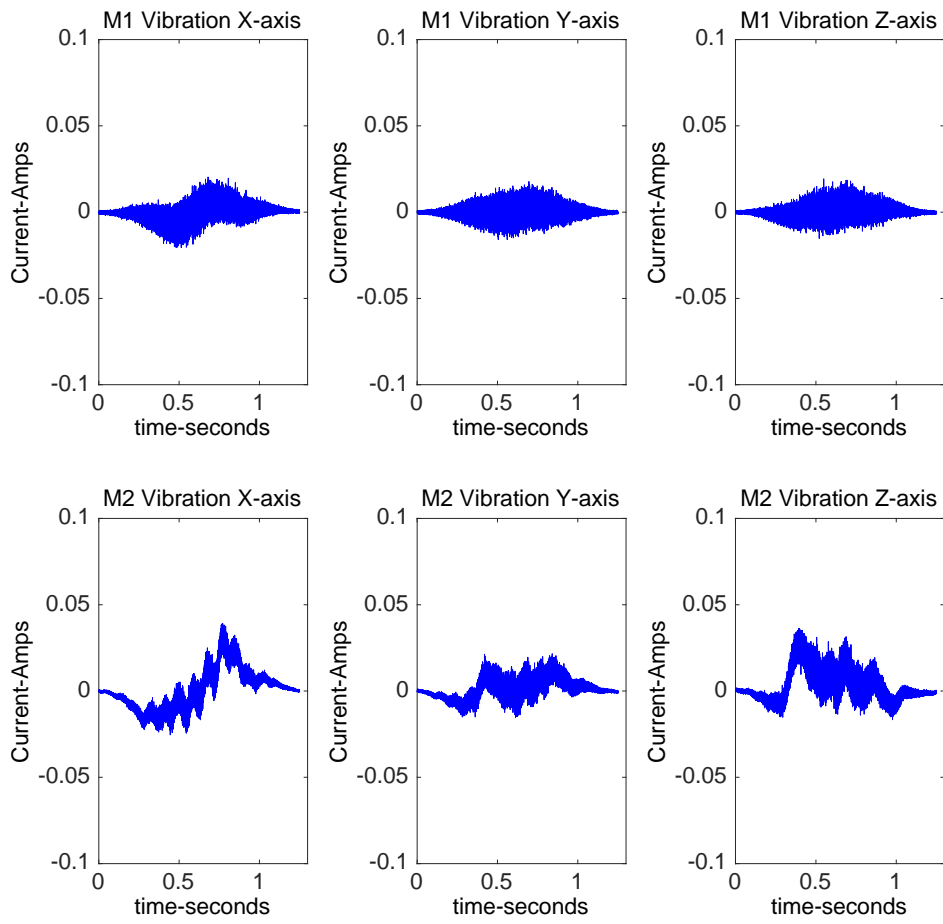 M1 Vibration X-axis
0.1
0.05
0
-0.05
-0.1
Current-Amps
0 0.5 1
time-seconds
M1 Vibration Y-axis
0.1
0.05
0
-0.05
-0.1
Current-Amps
0 0.5 1
time-seconds
M1 Vibration Z-axis
0.1
0.05
0
-0.05
-0.1
Current-Amps
0 0.5 1
time-seconds
M2 Vibration X-axis
0.1
0.05
0
-0.05
-0.1
Current-Amps
0 0.5 1
time-seconds
M2 Vibration Y-axis
0.1
0.05
0
-0.05
-0.1
Current-Amps
0 0.5 1
time-seconds
M2 Vibration Z-axis
0.1
0.05
0
-0.05
-0.1
Current-Amps
0 0.5 1
time-seconds